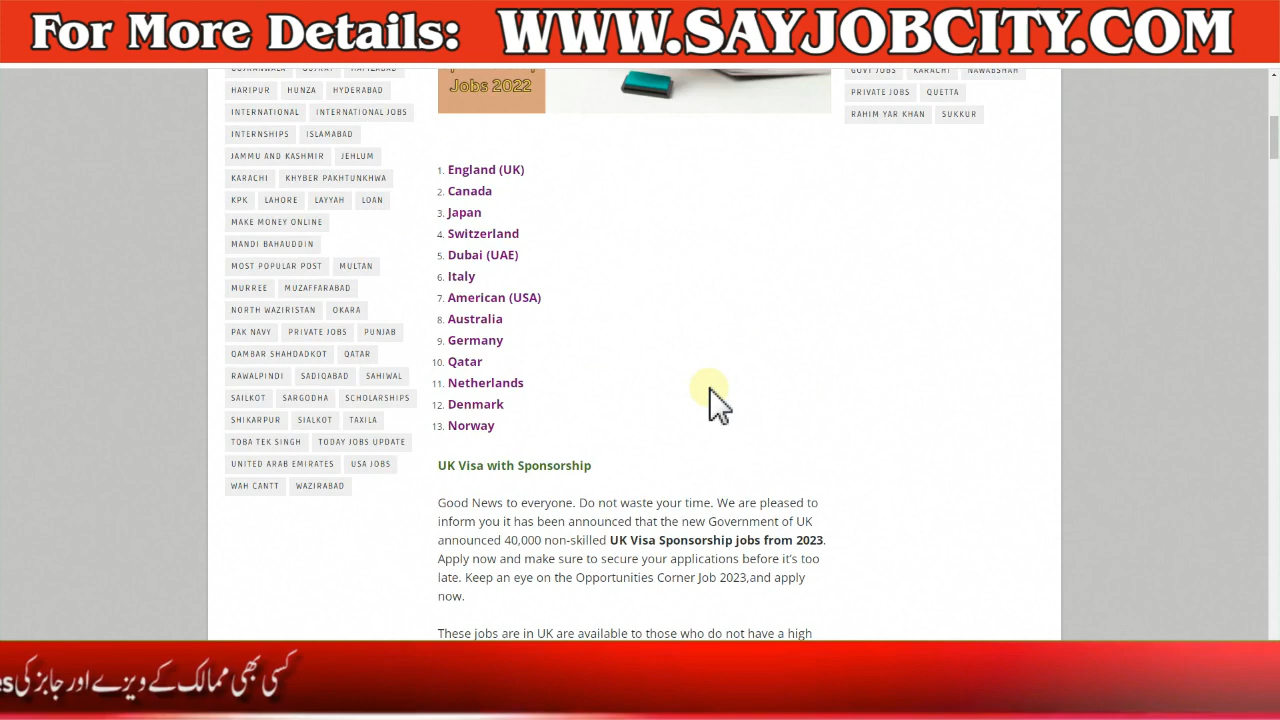 For More Details: WWW.SAYJOBCITY.COM
Jobs 2022
HARIPUR HUNZA HYDERABAD
INTERNATIONAL INTERNATIONAL JOBS
INTERNSHIPS ISLAMABAD
JAMMU AND KASHMIR JEHLUM
KARACHI KHYBER PAKHTUNKHWA
KPK LAHORE LAYYAH LOAN
MAKE MONEY ONLINE
MANDI BAHAUDDIN
MOST POPULAR POST MULTAN
MURREE MUZAFFARABAD
NORTH WAZIRISTAN OKARA
PAK NAVY PRIVATE JOBS PUNJAB
QAMBAR SHAHDADKOT QATAR
RAWALPINDI SADIQABAD SAHIWAL
SAILKOT SARGODHA SCHOLARSHIPS
SHIKARPUR SIALKOT TAXILA
TOBA TEK SINGH TODAY JOBS UPDATE
UNITED ARAB EMIRATES USA JOBS
WAH CANTT WAZIRABAD
1. England (UK)
2. Canada
3. Japan
4. Switzerland
5. Dubai (UAE)
6. Italy
7. American (USA)
8. Australia
9. Germany
10. Qatar
11. Netherlands
12. Denmark
13. Norway
UK Visa with Sponsorship
Good News to everyone. Do not waste your time. We are pleased to
inform you it has been announced that the new Government of UK
announced 40,000 non-skilled UK Visa Sponsorship jobs from 2023.
Apply now and make sure to secure your applications before it's too
late. Keep an eye on the Opportunities Corner Job 2023,and apply
now.
These jobs are in UK are available to those who do not have a high
GOVT JOBS KARACHI NAWABSHAH
PRIVATE JOBS QUETTA
RAHIM YAR KHAN SUKKUR
کسی بھی ممالک کے ویزے اور جابز کی